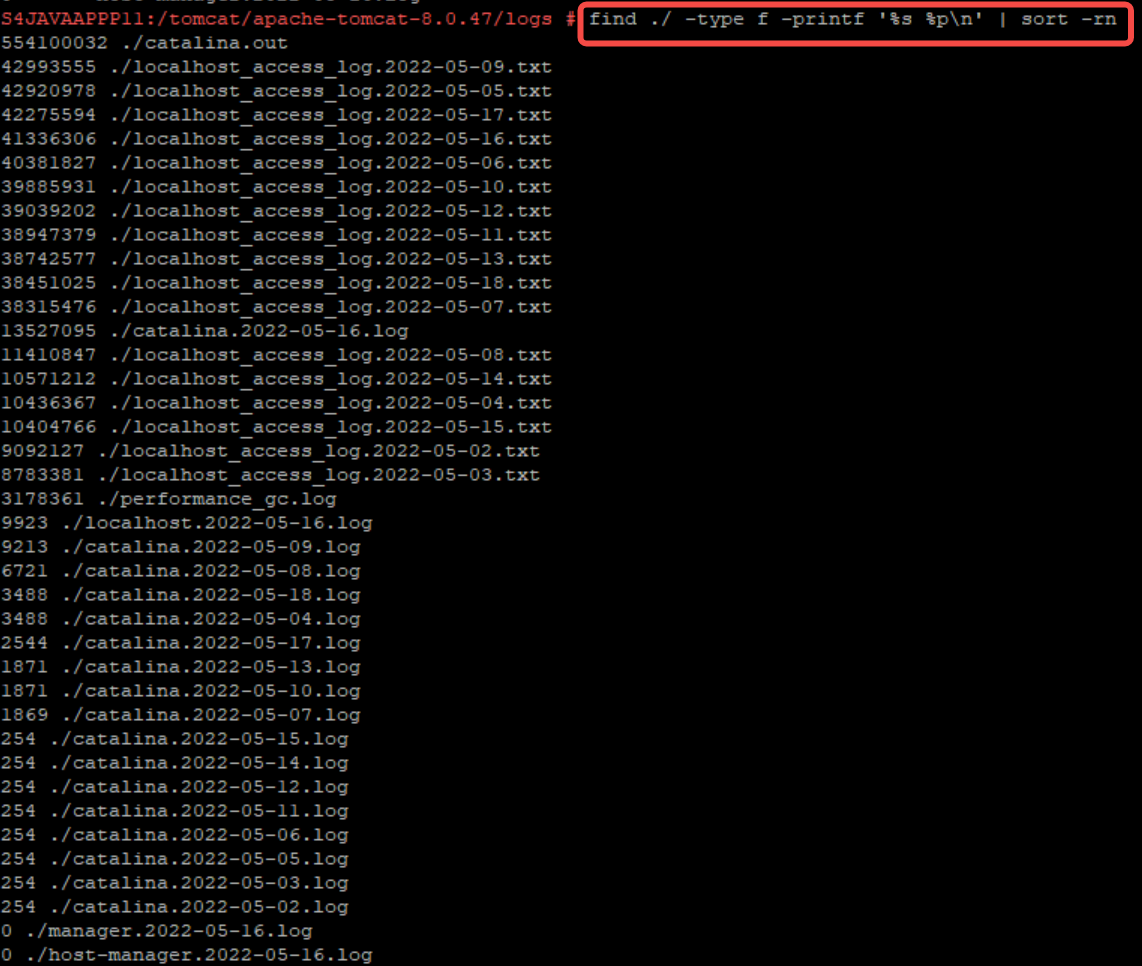 S4JAVAAPPP11:/tomcat/apache-tomcat-8.0.47/logs # find ./ -type f -printf '%s %p\n' | sort -rn
554100032 ./catalina.out
42993555 ./localhost_access_log.2022-05-09.txt
42920978 ./localhost_access_log.2022-05-05.txt
42275594 ./localhost_access_log.2022-05-17.txt
41336306 ./localhost_access_log.2022-05-16.txt
40381827 ./localhost_access_log.2022-05-06.txt
39885931 ./localhost_access_log.2022-05-10.txt
39039202 ./localhost_access_log.2022-05-12.txt
38947379 ./localhost_access_log.2022-05-11.txt
38742577 ./localhost_access_log.2022-05-13.txt
38451025 ./localhost_access_log.2022-05-18.txt
38315476 ./localhost_access_log.2022-05-07.txt
13527095 ./catalina.2022-05-16.log
11410847 ./localhost_access_log.2022-05-08.txt
10571212 ./localhost_access_log.2022-05-14.txt
10436367 ./localhost_access_log.2022-05-04.txt
10404766 ./localhost_access_log.2022-05-15.txt
9092127 ./localhost_access_log.2022-05-02.txt
8783381 ./localhost_access_log.2022-05-03.txt
3178361 ./performance_gc.log
9923 ./localhost.2022-05-16.log
9213 ./catalina.2022-05-09.log
6721 ./catalina.2022-05-08.log
3488 ./catalina.2022-05-18.log
3488 ./catalina.2022-05-04.log
2544 ./catalina.2022-05-17.log
1871 ./catalina.2022-05-13.log
1871 ./catalina.2022-05-10.log
1869 ./catalina.2022-05-07.log
254 ./catalina.2022-05-15.log
254 ./catalina.2022-05-14.log
254 ./catalina.2022-05-12.log
254 ./catalina.2022-05-11.log
254 ./catalina.2022-05-06.log
254 ./catalina.2022-05-05.log
254 ./catalina.2022-05-03.log
254 ./catalina.2022-05-02.log
0 ./manager.2022-05-16.log
0 ./host-manager.2022-05-16.log